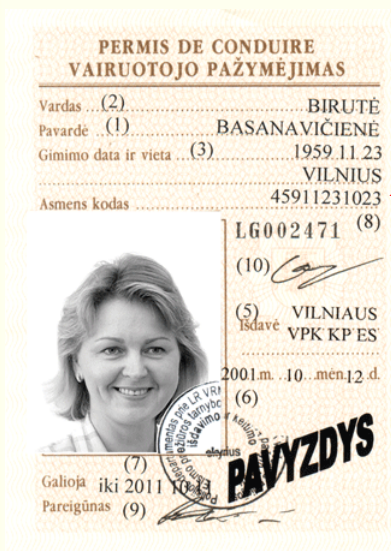 PERMIS DE CONDUIRE
VAIRUOTOJO PAŽYMĖJIMAS
Vardas (2) BIRUTĖ
Pavardė (1) BASANAVIČIENĖ
Gimimo data ir vieta (3) 1959 11 23
VILNIUS
Asmens kodas 45911231023
LG002471 (8)
(10)
(5) VILNIAUS
Išdavė VPK KP ES
2001.m. 10 mėn. 12 d.
(6)
PAVYZDYS
(7)
Galioja iki 2011 10
Pareigūnas (9)